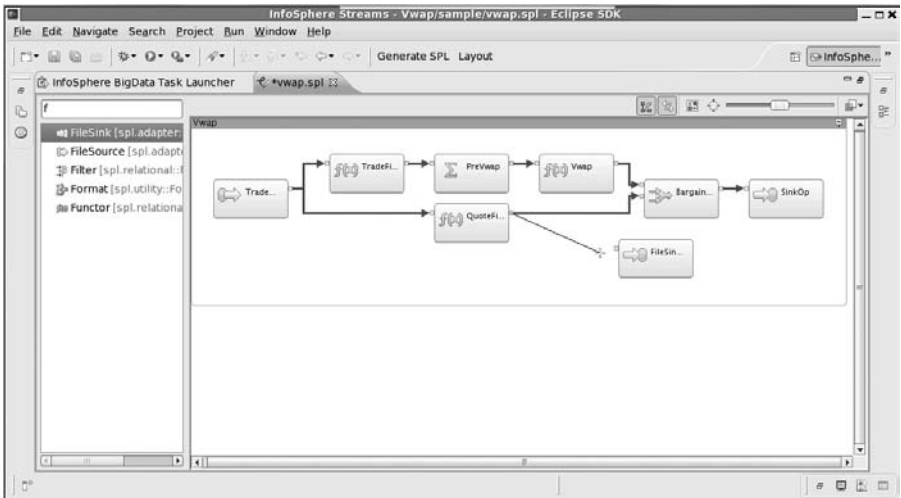 InfoSphere Streams - Vwap/sample/vwap.spl - Eclipse SDK
File Edit Navigate Search Project Run Window Help
Generate SPL Layout
InfoSphe... »
InfoSphere BigData Task Launcher
*vwap.spl
f
FileSink [spl.adapter:
FileSource [spl.adapt
Filter [spl.relational::
Format [spl.utility::Fo
Functor [spl.relationa
Vwap
Trade...
TradeFi...
PreVwap
Vwap
QuoteFi...
Bargain...
SinkOp
FileSin...